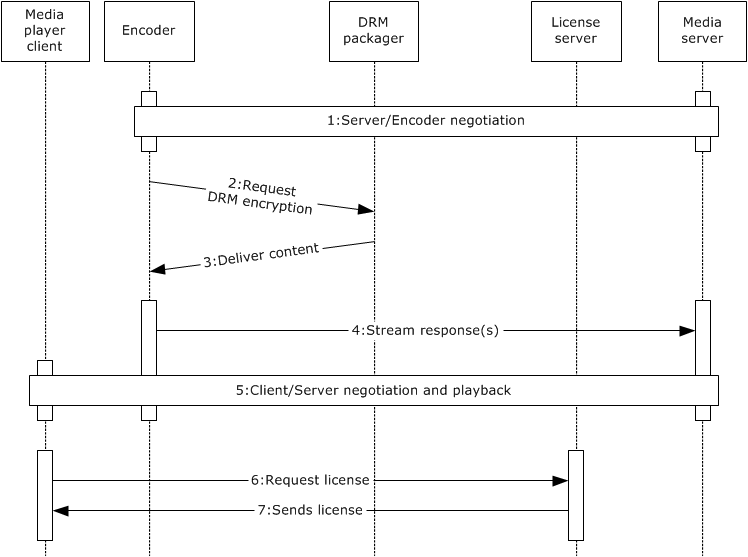 Media
player
client
Encoder
DRM
packager
License
server
Media
server
1:Server/Encoder negotiation
2:Request
DRM encryption
3:Deliver content
4:Stream response(s)
5:Client/Server negotiation and playback
6:Request license
7:Sends license